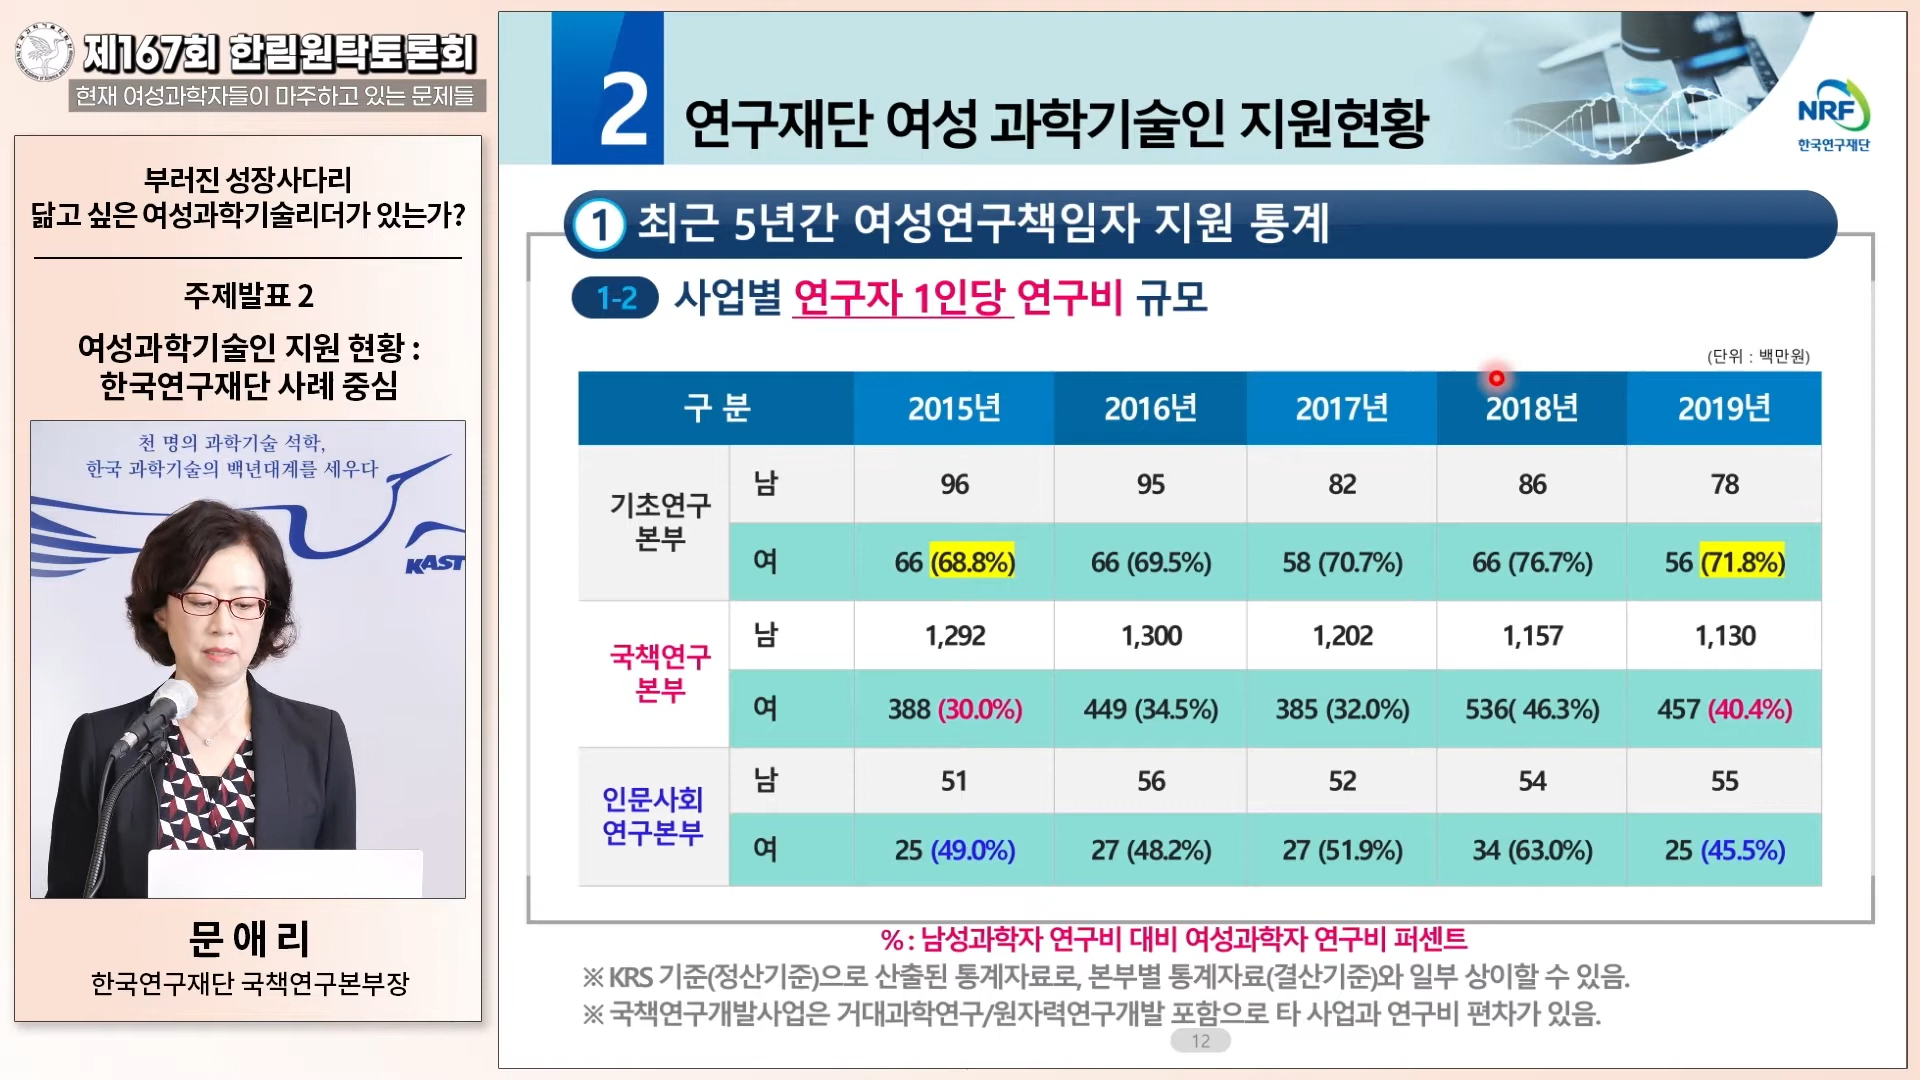 제167회 한림원탁토론회
현재 여성과학자들이 마주하고 있는 문제들
부러진 성장사다리
닮고 싶은 여성과학기술리더가 있는가?
주제발표 2
여성과학기술인 지원 현황 :
한국연구재단 사례 중심
천 명의 과학기술 석학,
한국 과학기술의 백년대계를 세우다
KAST
문 애 리
한국연구재단 국책연구본부장
2 연구재단 여성 과학기술인 지원현황
NRF
한국연구재단
1 최근 5년간 여성연구책임자 지원 통계
1-2 사업별 연구자 1인당 연구비 규모
(단위 : 백만원)
구 분 2015년 2016년 2017년 2018년 2019년
기초연구
본부
남 96 95 82 86 78
여 66 (68.8%) 66 (69.5%) 58 (70.7%) 66 (76.7%) 56 (71.8%)
국책연구
본부
남 1,292 1,300 1,202 1,157 1,130
여 388 (30.0%) 449 (34.5%) 385 (32.0%) 536( 46.3%) 457 (40.4%)
인문사회
연구본부
남 51 56 52 54 55
여 25 (49.0%) 27 (48.2%) 27 (51.9%) 34 (63.0%) 25 (45.5%)
% : 남성과학자 연구비 대비 여성과학자 연구비 퍼센트
※ KRS 기준(정산기준)으로 산출된 통계자료로, 본부별 통계자료(결산기준)와 일부 상이할 수 있음.
※ 국책연구개발사업은 거대과학연구/원자력연구개발 포함으로 타 사업과 연구비 편차가 있음.
12